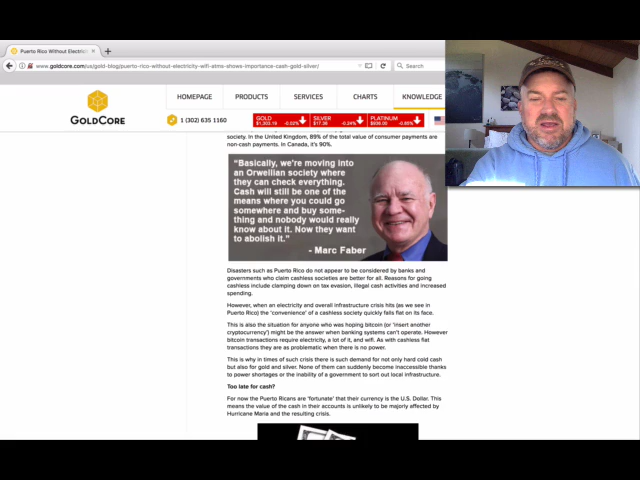 Puerto Rico Without Electric
www.goldcore.com/us/gold-blog/puerto-rico-without-electricity-wifi-atms-shows-importance-cash-gold-silver/
Search
GOLDCORE
HOMEPAGE
PRODUCTS
SERVICES
CHARTS
KNOWLEDGE
1 (302) 635 1160
GOLD
$1,303.19 -0.02%
SILVER
$17.38 -0.24%
PLATINUM
-0.80%
society. In the United Kingdom, 89% of the total value of consumer payments are
non-cash payments. In Canada, it's 90%.
“Basically, we're moving into
an Orwellian society where
they can check everything.
Cash will still be one of the
means where you could go
somewhere and buy some-
thing and nobody would really
know about it. Now they want
to abolish it.”
- Marc Faber
Disasters such as Puerto Rico do not appear to be considered by banks and
governments who claim cashless societies are better for all. Reasons for going
cashless include clamping down on tax evasion, illegal cash activities and increased
spending.
However, when an electricity and overall infrastructure crisis hits (as we see in
Puerto Rico) the ‘convenience’ of a cashless society quickly falls flat on its face.
This is also the situation for anyone who was hoping bitcoin (or ‘insert another
cryptocurrency’) might be the answer when banking systems can't operate. However
bitcoin transactions require electricity, a lot of it, and wifi. As with cashless fiat
transactions they are as problematic when there is no power.
This is why in times of such crisis there is such demand for not only hard cold cash
but also for gold and silver. None of them can suddenly become inaccessible thanks
to power shortages or the inability of a government to sort out local infrastructure.
Too late for cash?
For now the Puerto Ricans are ‘fortunate’ that their currency is the U.S. Dollar. This
means the value of the cash in their accounts is unlikely to be majorly affected by
Hurricane Maria and the resulting crisis.